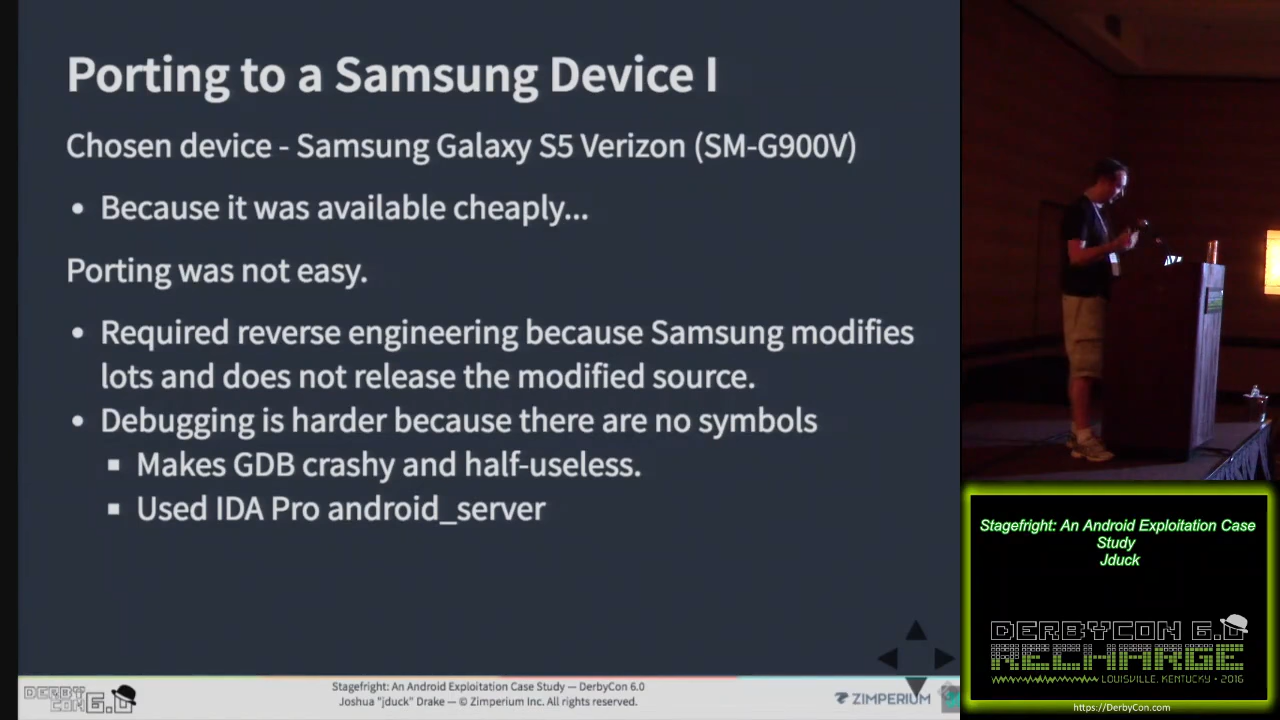 Porting to a Samsung Device I
Chosen device - Samsung Galaxy S5 Verizon (SM-G900V)
• Because it was available cheaply...
Porting was not easy.
• Required reverse engineering because Samsung modifies
lots and does not release the modified source.
• Debugging is harder because there are no symbols
▪ Makes GDB crashy and half-useless.
▪ Used IDA Pro android_server
DERBY
CON 6.0
Stagefright: An Android Exploitation Case Study — DerbyCon 6.0
Joshua "jduck" Drake — © Zimperium Inc. All rights reserved.
ZIMPERIUM
Stagefright: An Android Exploitation Case
Study
Jduck
DERBYCON 6.0
RECHARGE
LOUISVILLE, KENTUCKY • 2016
https://DerbyCon.com